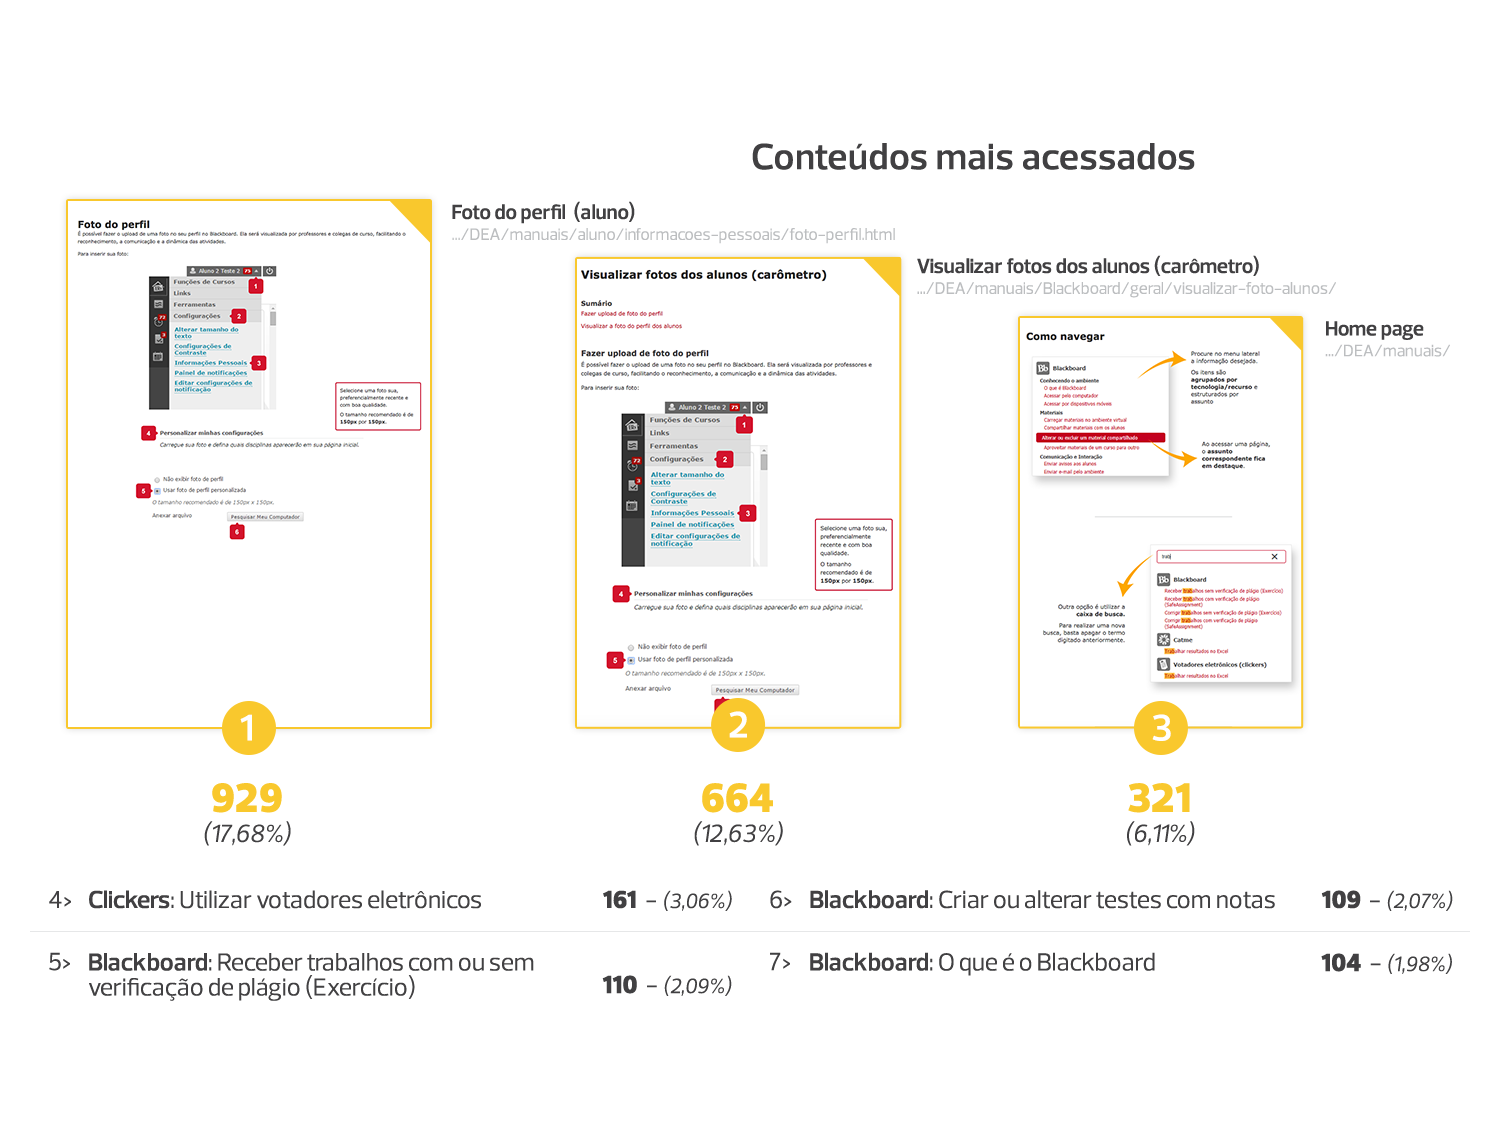 Conteúdos mais acessados
Foto do perfil (aluno)
.../DEA/manuais/aluno/informacoes-pessoais/foto-perfil.html
Foto do perfil
É possível fazer o upload de uma foto no seu perfil no Blackboard. Ela será visualizada por professores e colegas de curso, facilitando o
reconhecimento, a comunicação e a dinâmica das atividades.
Para inserir sua foto:
Aluno 2 Teste 2 75
Funções de Cursos
1
Links
Ferramentas
72
Configurações 2
3
Alterar tamanho do
texto
Configurações de
Contraste
Informações Pessoais 3
Painel de notificações
Editar configurações de
notificação
Selecione uma foto sua,
preferencialmente recente e
com boa qualidade.
O tamanho recomendado é de
150px por 150px.
4 Personalizar minhas configurações
Carregue sua foto e defina quais disciplinas aparecerão em sua página inicial.
Não exibir foto de perfil
5 Usar foto de perfil personalizada
O tamanho recomendado é de 150px x 150px.
Anexar arquivo Pesquisar Meu Computador
6
1
929
(17,68%)
Visualizar fotos dos alunos (carômetro)
.../DEA/manuais/Blackboard/geral/visualizar-foto-alunos/
Visualizar fotos dos alunos (carômetro)
Sumário
Fazer upload de foto do perfil
Visualizar a foto do perfil dos alunos
Fazer upload de foto do perfil
É possível fazer o upload de uma foto no seu perfil no Blackboard. Ela será visualizada por professores e
colegas de curso, facilitando o reconhecimento, a comunicação e a dinâmica das atividades.
Para inserir sua foto:
Aluno 2 Teste 2 75
Funções de Cursos
1
Links
Ferramentas
72
Configurações 2
3
Alterar tamanho do
texto
Configurações de
Contraste
Informações Pessoais 3
Painel de notificações
Editar configurações de
notificação
Selecione uma foto sua,
preferencialmente
recente e com boa
qualidade.
O tamanho
recomendado é de
150px por 150px.
4 Personalizar minhas configurações
Carregue sua foto e defina quais disciplinas aparecerão em sua página inicial.
Não exibir foto de perfil
5 Usar foto de perfil personalizada
O tamanho recomendado é de 150px x 150px.
Anexar arquivo Pesquisar Meu Computador
2
664
(12,63%)
Home page
.../DEA/manuais/
Como navegar
Bb Blackboard
Conhecendo o ambiente
O que é Blackboard
Acessar pelo computador
Acessar por dispositivos móveis
Materiais
Carregar materiais no ambiente virtual
Compartilhar materiais com os alunos
Alterar ou excluir um material compartilhado
Aproveitar materiais de um curso para outro
Comunicação e Interação
Enviar avisos aos alunos
Enviar e-mail pelo ambiente
Procure no menu lateral
a informação desejada.
Os itens são
agrupados por
tecnologia/recurso e
estruturados por
assunto
Ao acessar uma página,
o assunto
correspondente fica
em destaque.
trab
Bb Blackboard
Receber trabalhos sem verificação de plágio (Exercício)
Receber trabalhos com verificação de plágio
(SafeAssignment)
Corrigir trabalhos sem verificação de plágio (Exercício)
Corrigir trabalhos com verificação de plágio
(SafeAssignment)
Catme
Trabalhar resultados no Excel
Votadores eletrônicos (clickers)
Trabalhar resultados no Excel
Outra opção é utilizar a
caixa de busca.
Para realizar uma nova
busca, basta apagar o termo
digitado anteriormente.
3
321
(6,11%)
4> Clickers: Utilizar votadores eletrônicos 161 – (3,06%)
5> Blackboard: Receber trabalhos com ou sem
verificação de plágio (Exercício) 110 – (2,09%)
6> Blackboard: Criar ou alterar testes com notas 109 – (2,07%)
7> Blackboard: O que é o Blackboard 104 – (1,98%)